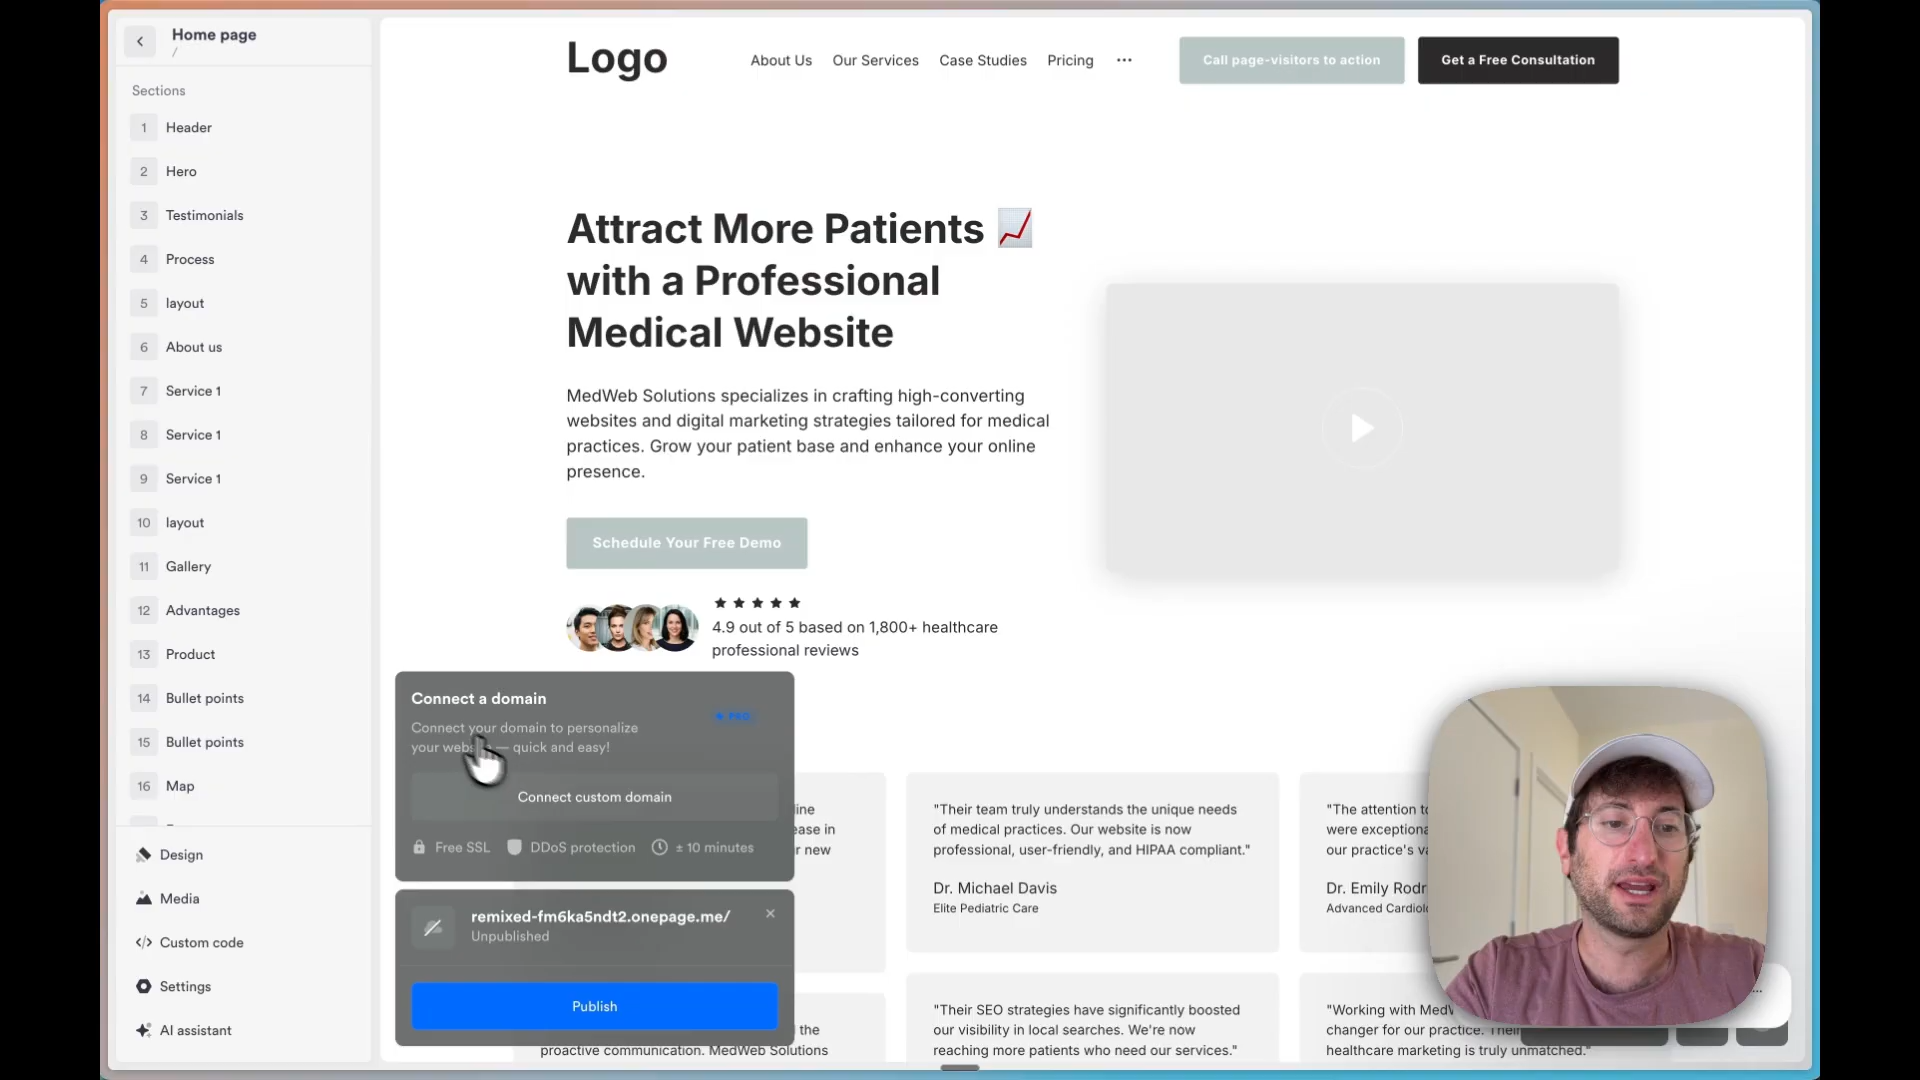 Home page
/
Sections
1 Header
2 Hero
3 Testimonials
4 Process
5 layout
6 About us
7 Service 1
8 Service 1
9 Service 1
10 layout
11 Gallery
12 Advantages
13 Product
14 Bullet points
15 Bullet points
16 Map
Design
Media
Custom code
Settings
AI assistant
Logo
About Us
Our Services
Case Studies
Pricing
Call page-visitors to action
Get a Free Consultation
Attract More Patients
with a Professional
Medical Website
MedWeb Solutions specializes in crafting high-converting
websites and digital marketing strategies tailored for medical
practices. Grow your patient base and enhance your online
presence.
Schedule Your Free Demo
4.9 out of 5 based on 1,800+ healthcare
professional reviews
Connect a domain
PRO
Connect your domain to personalize
your — quick and easy!
Connect custom domain
Free SSL
DDoS protection
± 10 minutes
remixed-fm6ka5ndt2.onepage.me/
Unpublished
Publish
ease in
r new
the
proactive communication. MedWeb Solutions
"Their team truly understands the unique needs
of medical practices. Our website is now
professional, user-friendly, and HIPAA compliant."
Dr. Michael Davis
Elite Pediatric Care
"Their SEO strategies have significantly boosted
our visibility in local searches. We're now
reaching more patients who need our services."
"The attention
were exceptiona
our practice's
Dr. Emily
Advanced
"Working with
changer for our practice. Their
healthcare marketing is truly unmatched."